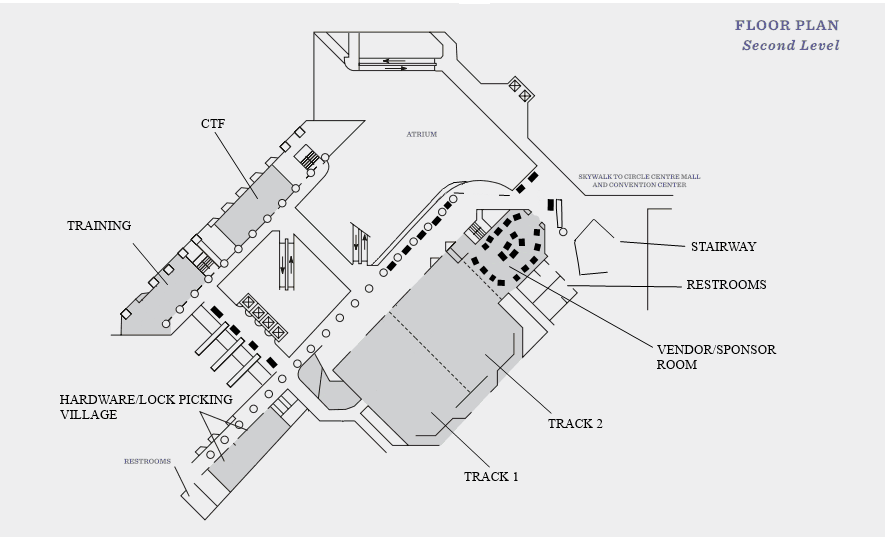 FLOOR PLAN
Second Level
CTF
ATRIUM
SKYWALK TO CIRCLE CENTRE MALL
AND CONVENTION CENTER
TRAINING
STAIRWAY
RESTROOMS
VENDOR/SPONSOR
ROOM
HARDWARE/LOCK PICKING
VILLAGE
TRACK 2
RESTROOMS
TRACK 1